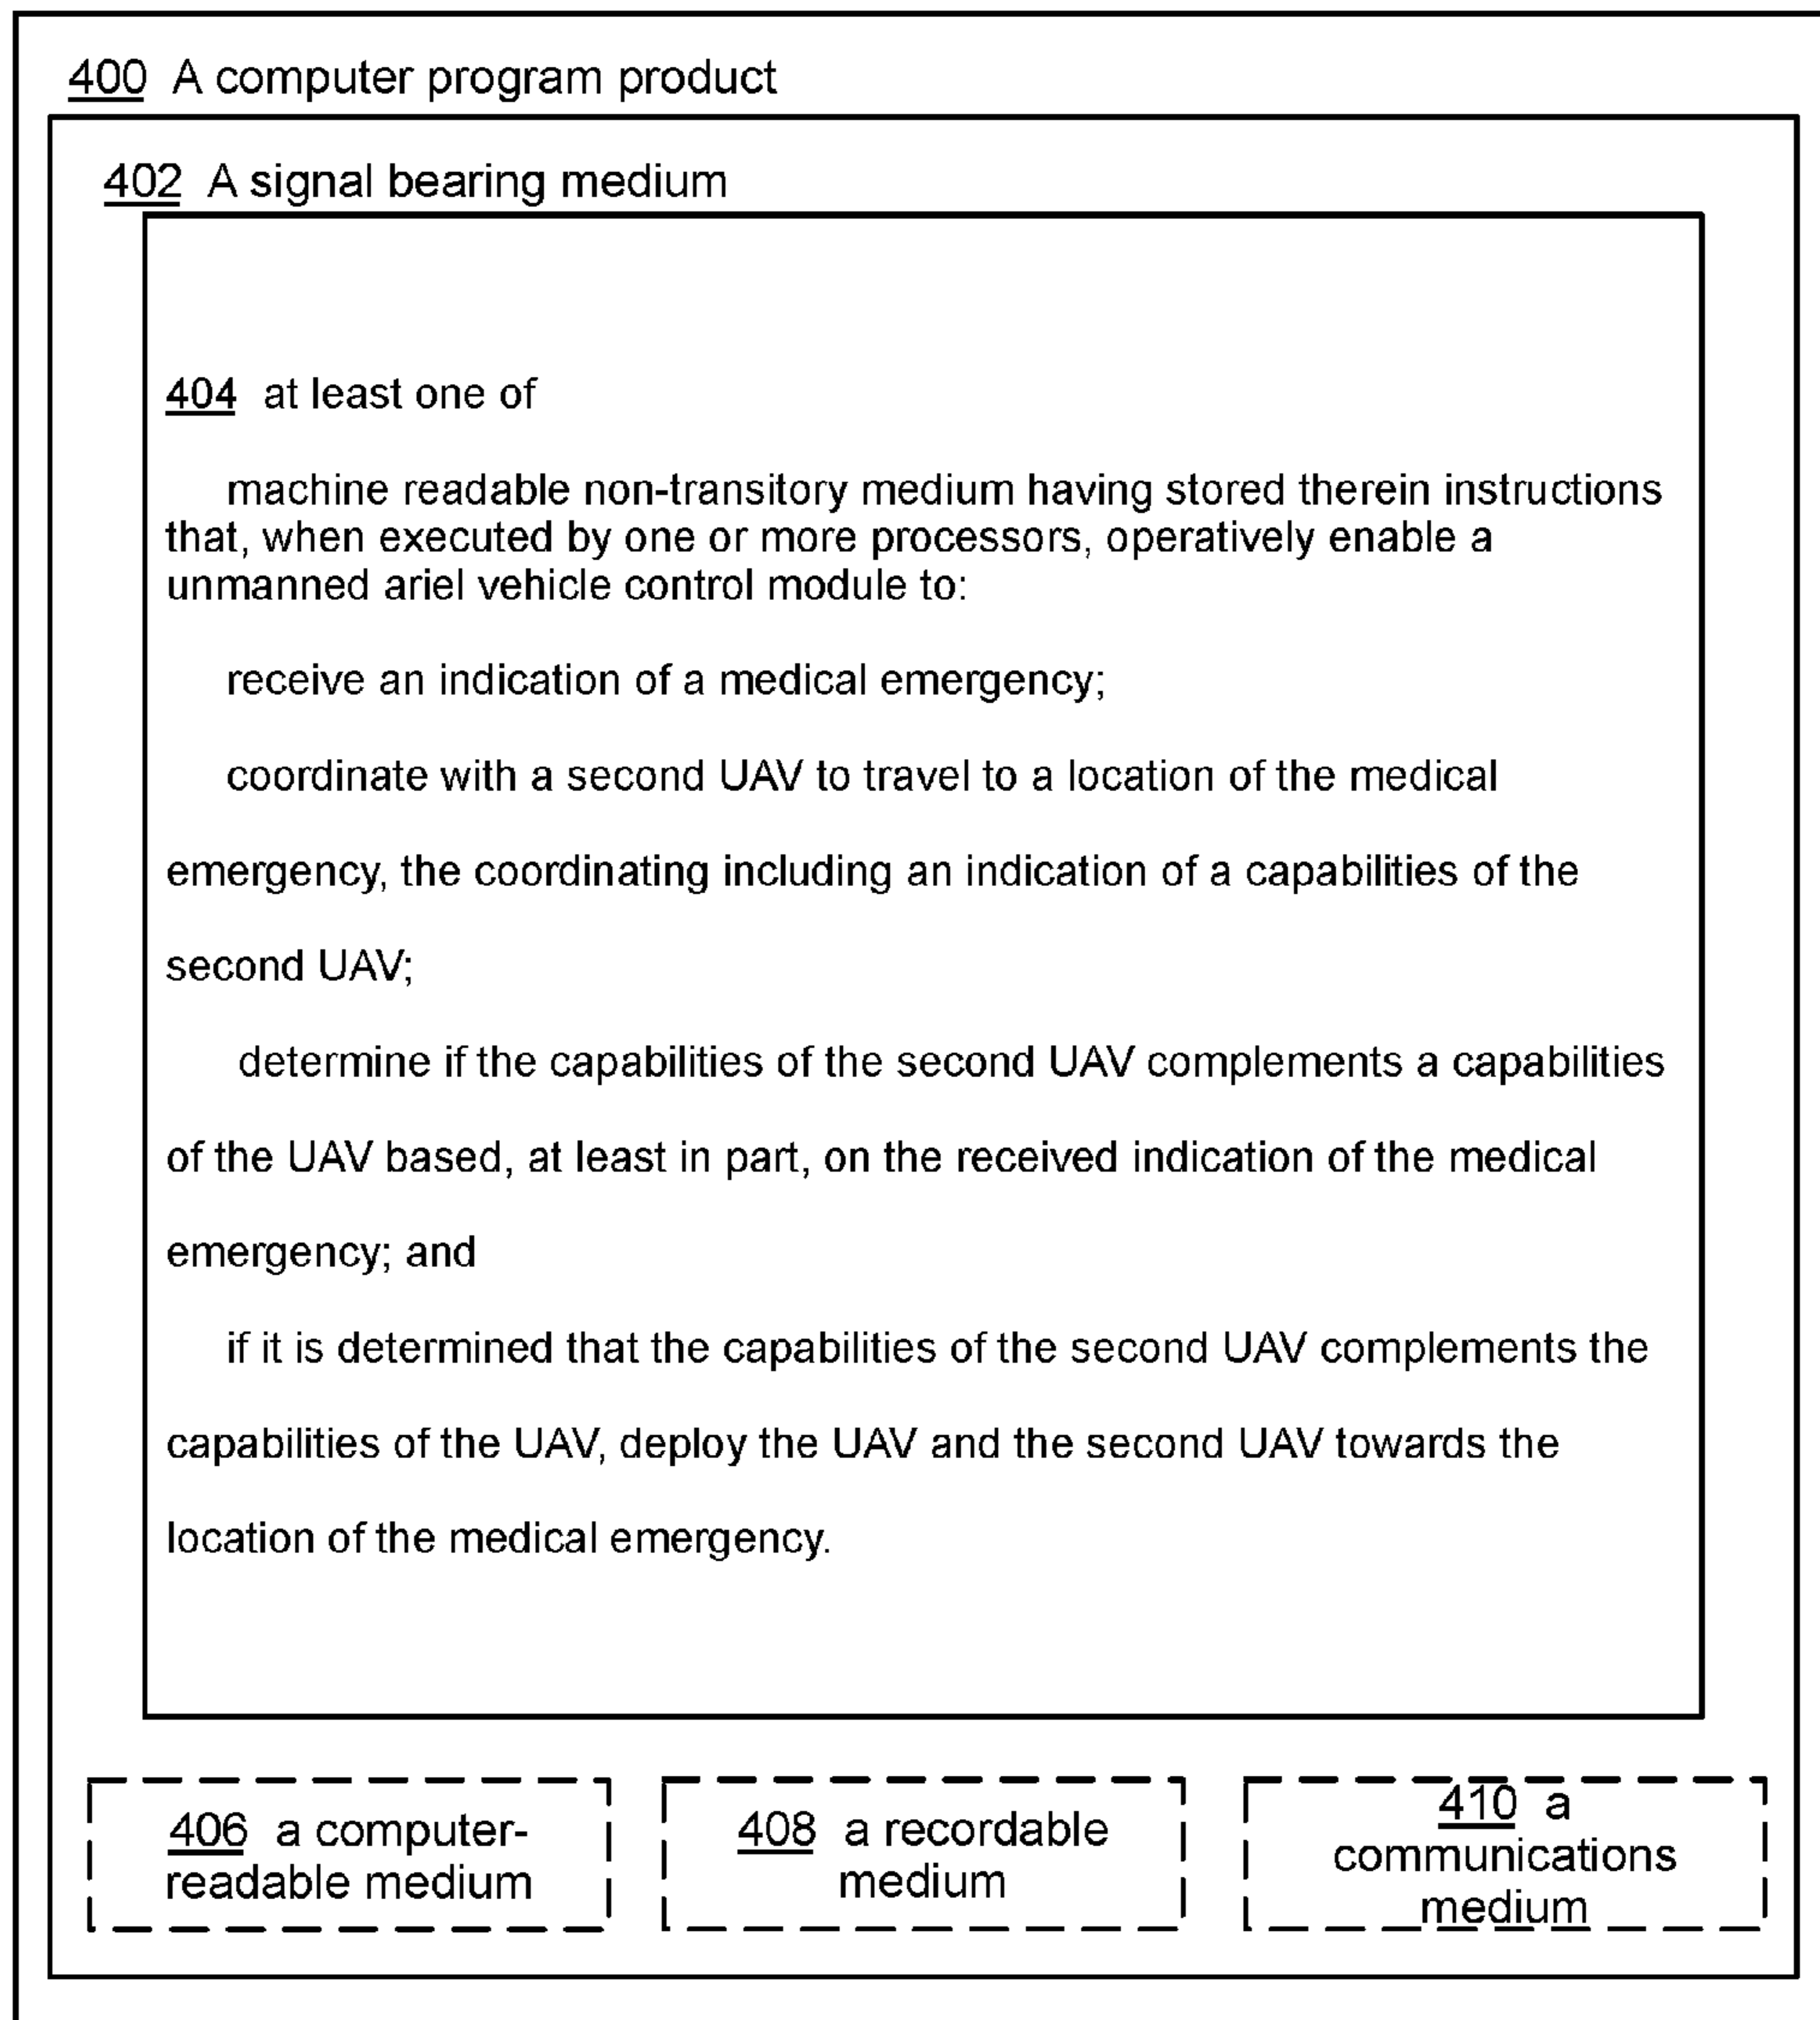 400 A computer program product
402 A signal bearing medium
404 at least one of
machine readable non-transitory medium having stored therein instructions
that, when executed by one or more processors, operatively enable a
unmanned ariel vehicle control module to:
receive an indication of a medical emergency;
coordinate with a second UAV to travel to a location of the medical
emergency, the coordinating including an indication of a capabilities of the
second UAV;
determine if the capabilities of the second UAV complements a capabilities
of the UAV based, at least in part, on the received indication of the medical
emergency; and
if it is determined that the capabilities of the second UAV complements the
capabilities of the UAV, deploy the UAV and the second UAV towards the
location of the medical emergency.
406 a computer-
readable medium
408 a recordable
medium
410 a
communications
medium